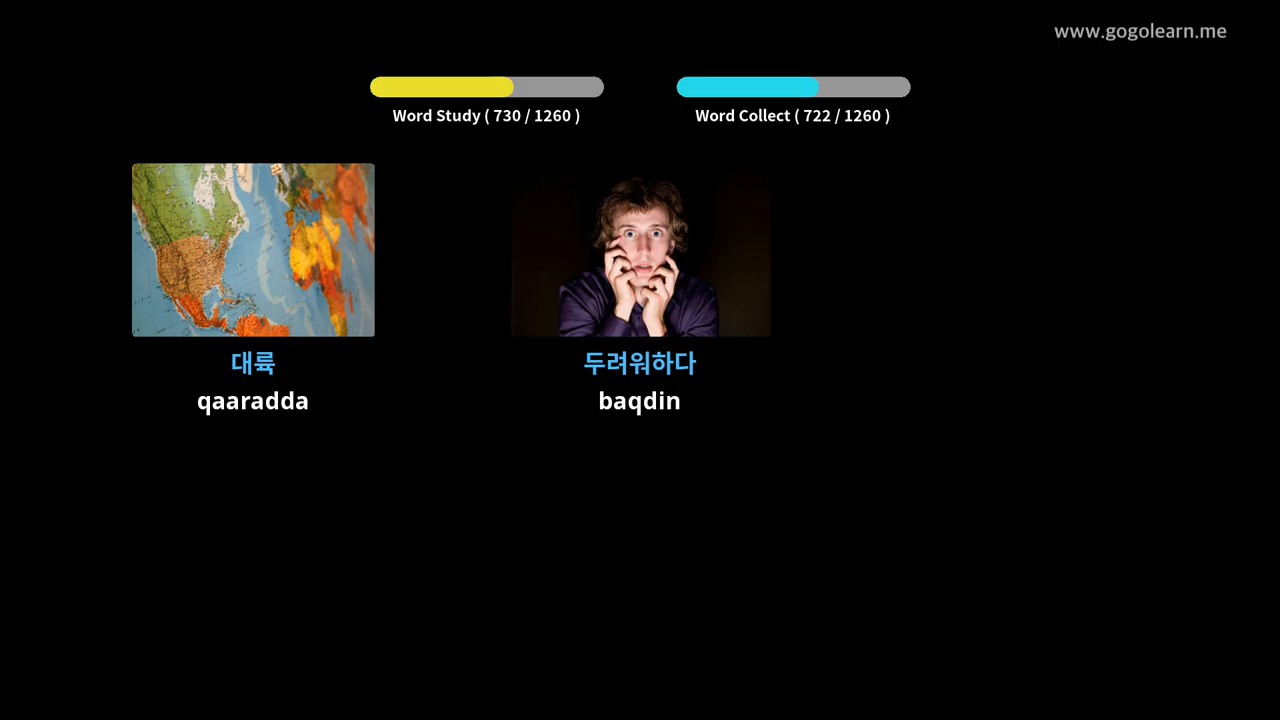 www.gogolearn.me
Word Study ( 730 / 1260 )
Word Collect ( 722 / 1260 )
대륙
qaaradda
두려워하다
baqdin